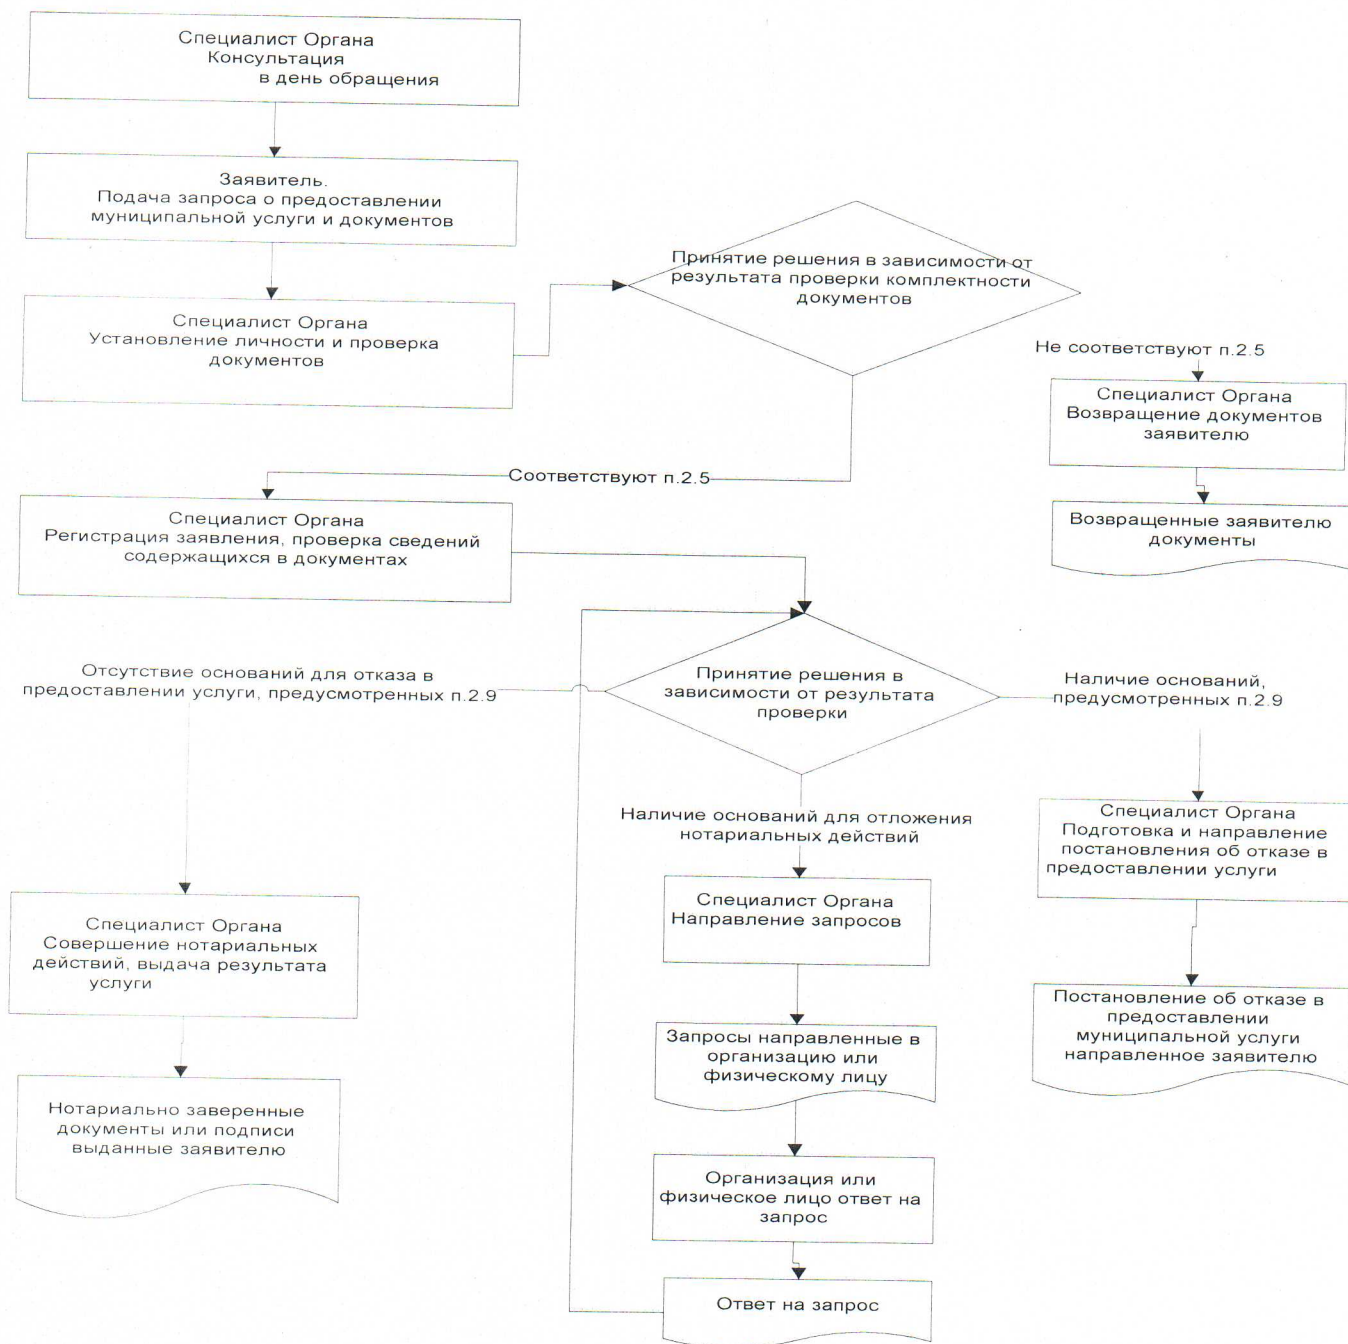 Специалист Органа
Консультация
в день обращения
Заявитель.
Подача запроса о предоставлении
муниципальной услуги и документов
Специалист Органа
Установление личности и проверка
документов
Принятие решения в зависимости от
результата проверки комплектности
документов
Не соответствуют п.2.5
Специалист Органа
Возвращение документов
заявителю
Возвращенные заявителю
документы
Соответствуют п.2.5
Специалист Органа
Регистрация заявления, проверка сведений
содержащихся в документах
Принятие решения в
зависимости от результата
проверки
Отсутствие оснований для отказа в
предоставлении услуги, предусмотренных п.2.9
Специалист Органа
Совершение нотариальных
действий, выдача результата
услуги
Нотариально заверенные
документы или подписи
выданные заявителю
Наличие оснований для отложения
нотариальных действий
Специалист Органа
Направление запросов
Запросы направленные в
организацию или
физическому лицу
Организация или
физическое лицо ответ на
запрос
Ответ на запрос
Наличие оснований,
предусмотренных п.2.9
Специалист Органа
Подготовка и направление
постановления об отказе в
предоставлении услуги
Постановление об отказе в
предоставлении
муниципальной услуги
направленное заявителю